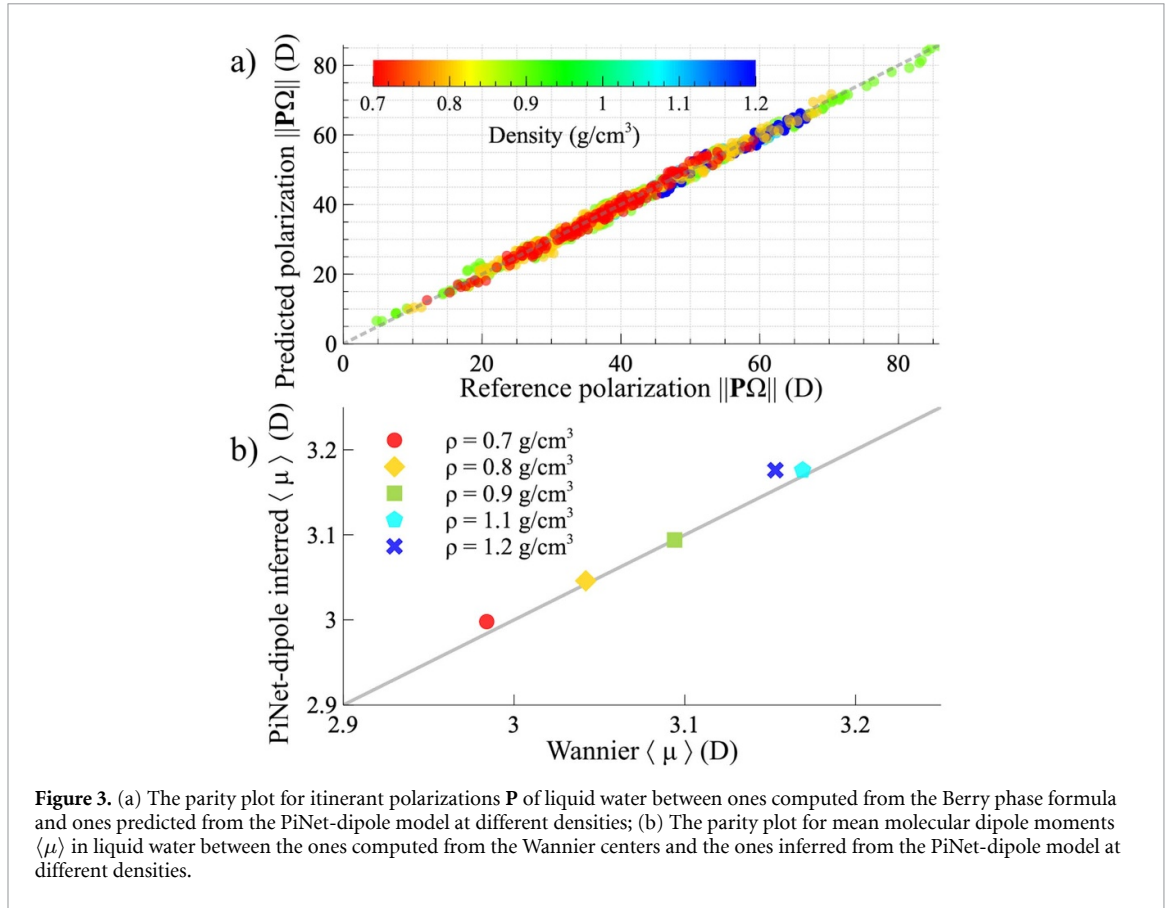 a)
Predicted polarization ||PΩ|| (D)
80
60
40
20
0
0.7 0.8 0.9 1 1.1 1.2
Density (g/cm³)
0 20 40 60 80
Reference polarization ||PΩ|| (D)
b)
PiNet-dipole inferred ⟨ μ ⟩ (D)
3.2
3.1
3
2.9
ρ = 0.7 g/cm³
ρ = 0.8 g/cm³
ρ = 0.9 g/cm³
ρ = 1.1 g/cm³
ρ = 1.2 g/cm³
2.9 3 3.1 3.2
Wannier ⟨ μ ⟩ (D)
Figure 3. (a) The parity plot for itinerant polarizations P of liquid water between ones computed from the Berry phase formula
and ones predicted from the PiNet-dipole model at different densities; (b) The parity plot for mean molecular dipole moments
⟨μ⟩ in liquid water between the ones computed from the Wannier centers and the ones inferred from the PiNet-dipole model at
different densities.